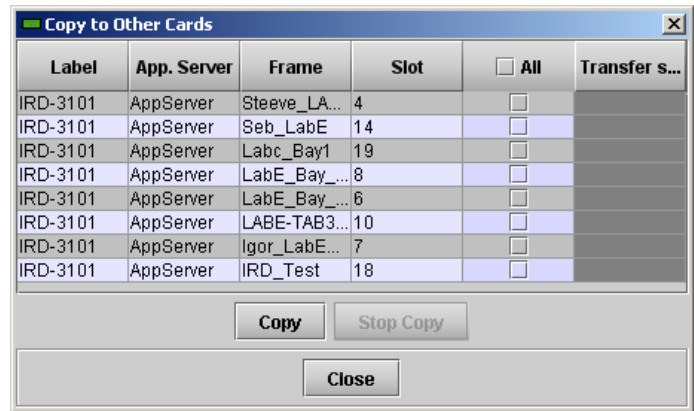 Copy to Other Cards
Label App. Server Frame Slot All Transfer s...
IRD-3101 AppServer Steeve_LA... 4
IRD-3101 AppServer Seb_LabE 14
IRD-3101 AppServer Labc_Bay1 19
IRD-3101 AppServer LabE_Bay_... 8
IRD-3101 AppServer LabE_Bay_... 6
IRD-3101 AppServer LABE-TAB3... 10
IRD-3101 AppServer Igor_LabE... 7
IRD-3101 AppServer IRD_Test 18
Copy Stop Copy
Close